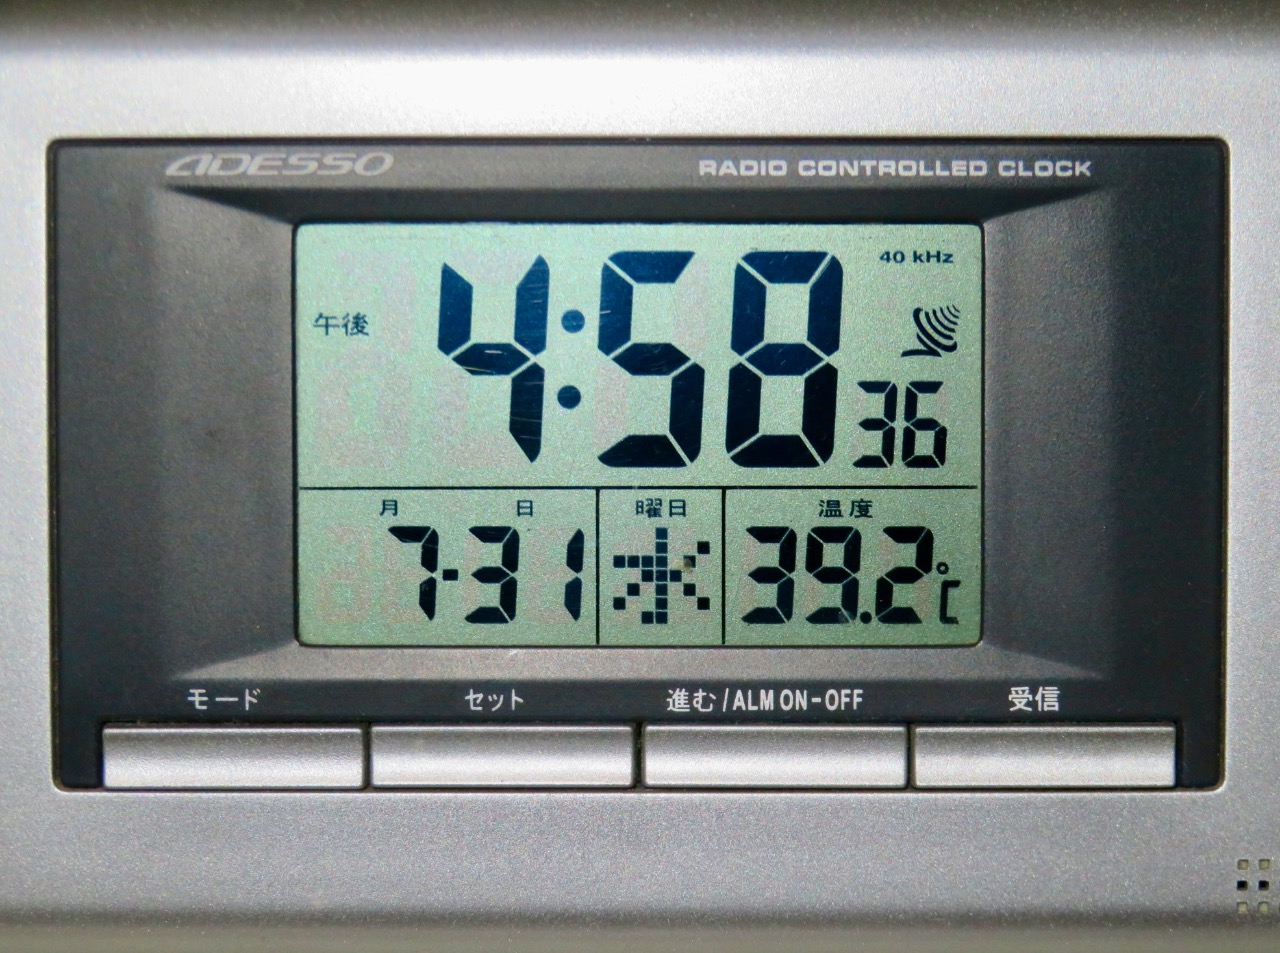 ADESSO RADIO CONTROLLED CLOCK
40 kHz
午後 4:58 36
月 日 曜日 温度
7-31 水 39.2℃
モード セット 進む/ALM ON-OFF 受信